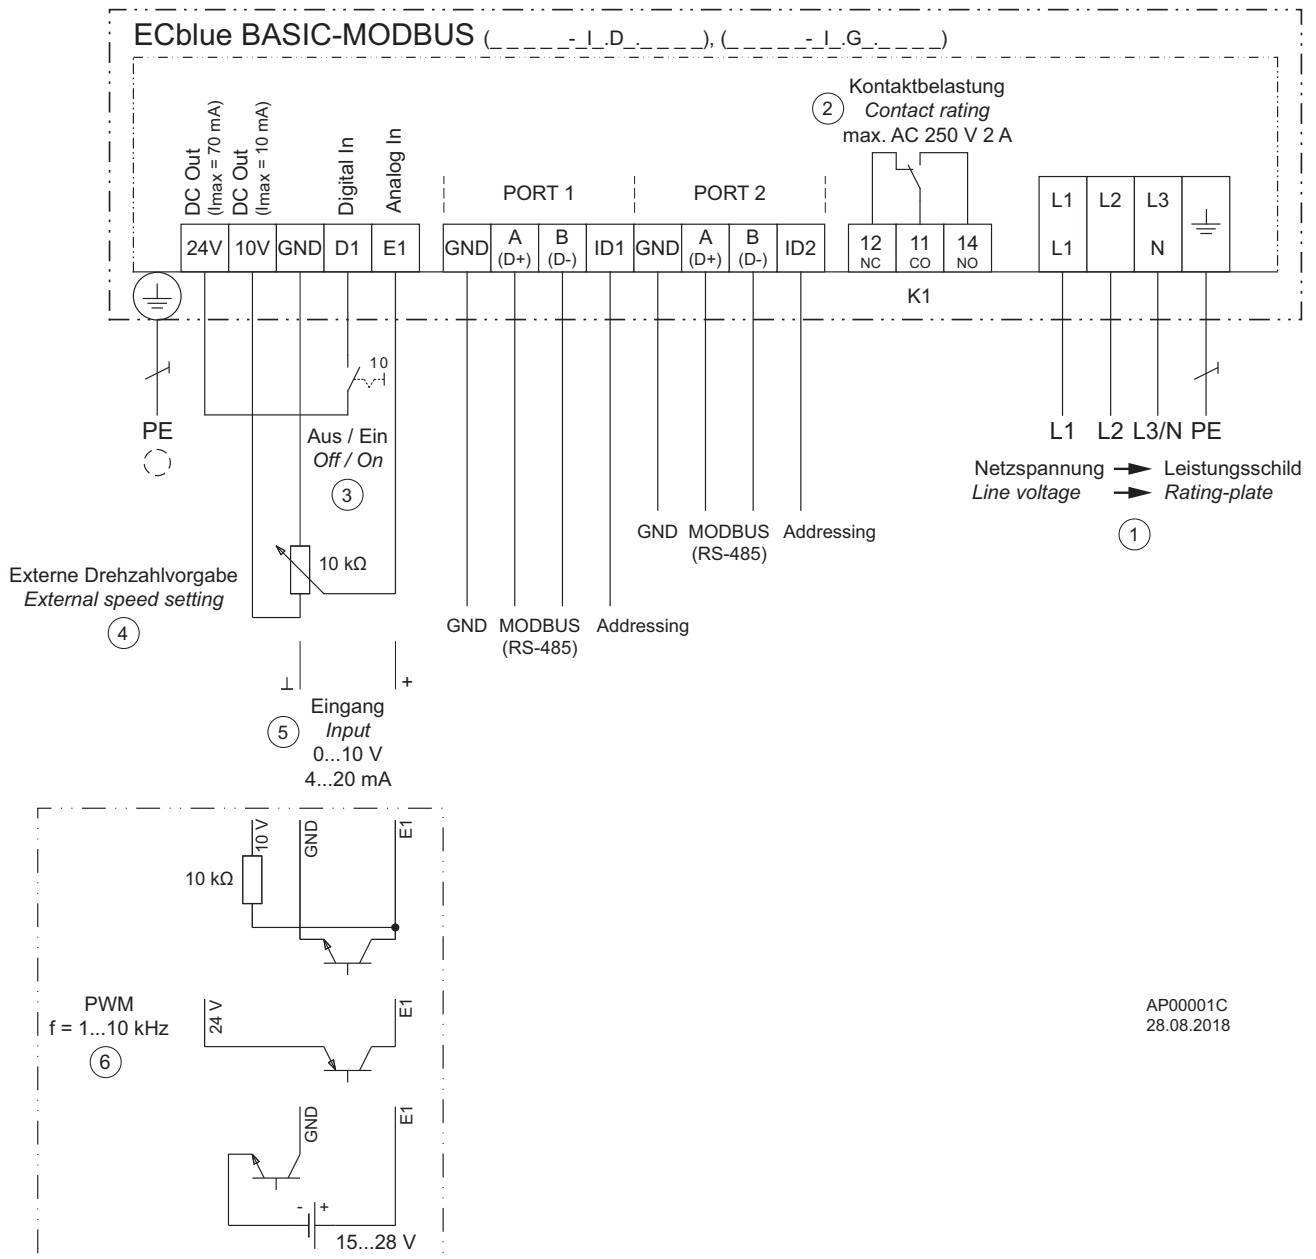 ECblue BASIC-MODBUS (_ _ _ _ _-_I_.D_._ _ _ _), (_ _ _ _ _-_I_.G_._ _ _ _)
DC Out
(Imax = 70 mA)
DC Out
(Imax = 10 mA)
Digital In
Analog In
PORT 1
PORT 2
2
Kontaktbelastung
Contact rating
max. AC 250 V 2 A
24V 10V GND D1 E1
GND A (D+) B (D-) ID1 GND A (D+) B (D-) ID2
12 NC 11 CO 14 NO
K1
L1 L2 L3
L1 N
PE
10
Aus / Ein
Off / On
3
L1 L2 L3/N PE
Netzspannung Leistungsschild
Line voltage Rating-plate
1
GND MODBUS Addressing
(RS-485)
10 kΩ
Externe Drehzahlvorgabe
External speed setting
4
GND MODBUS Addressing
(RS-485)
⊥ +
5
Eingang
Input
0...10 V
4...20 mA
10 V GND E1
10 kΩ
PWM
f = 1...10 kHz
6
24 V E1
GND E1
- +
15...28 V
AP00001C
28.08.2018